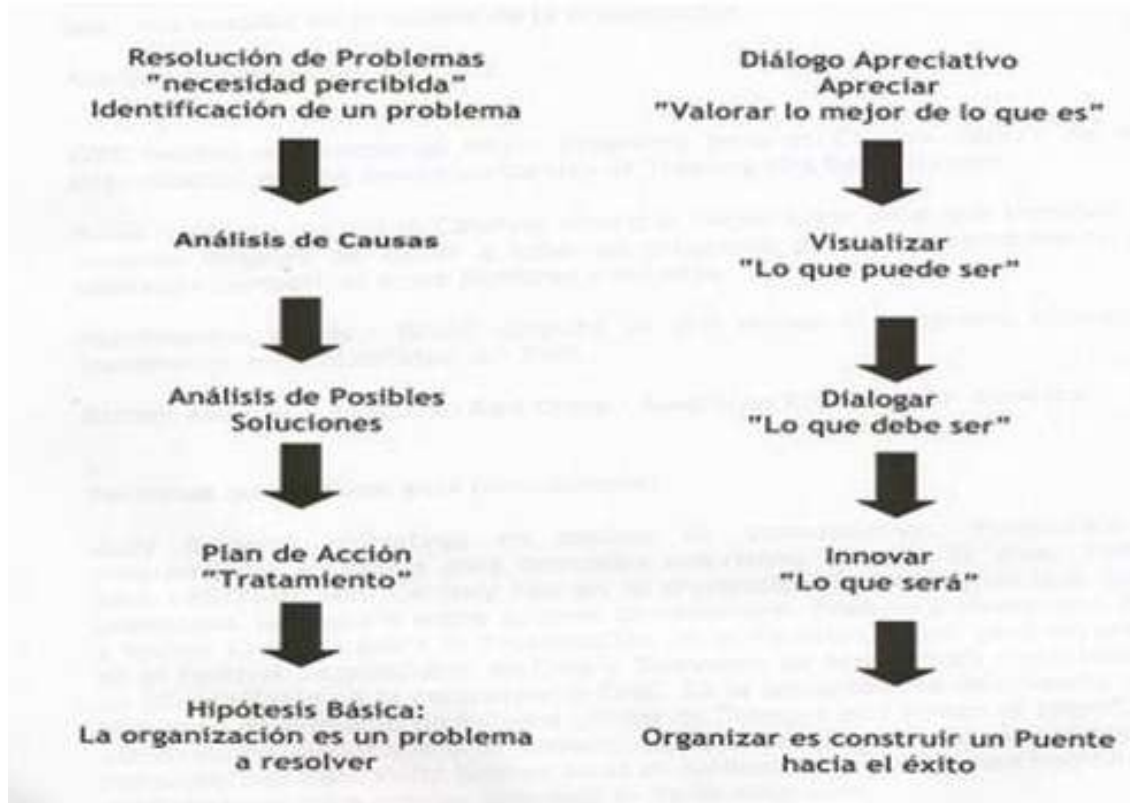 Resolución de Problemas
"necesidad percibida"
Identificación de un problema
Análisis de Causas
Análisis de Posibles
Soluciones
Plan de Acción
"Tratamiento"
Hipótesis Básica:
La organización es un problema
a resolver
Diálogo Apreciativo
Apreciar
"Valorar lo mejor de lo que es"
Visualizar
"Lo que puede ser"
Dialogar
"Lo que debe ser"
Innovar
"Lo que será"
Organizar es construir un Puente
hacia el éxito